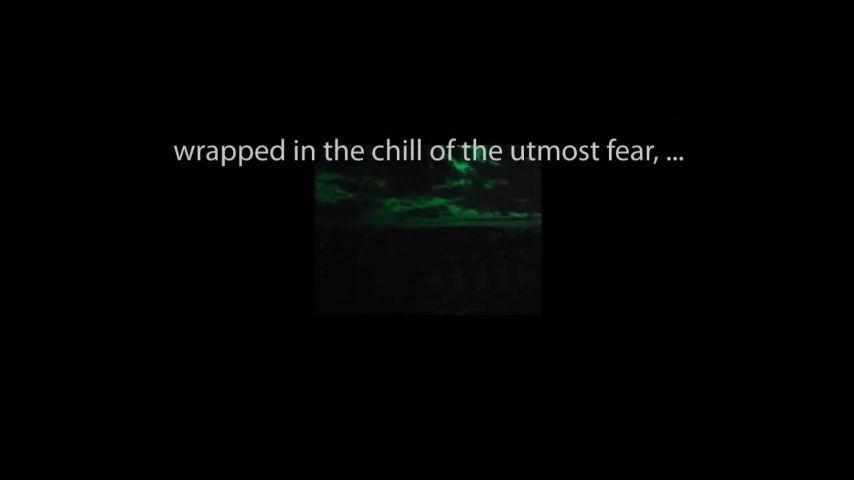 wrapped in the chill of the utmost fear, ...